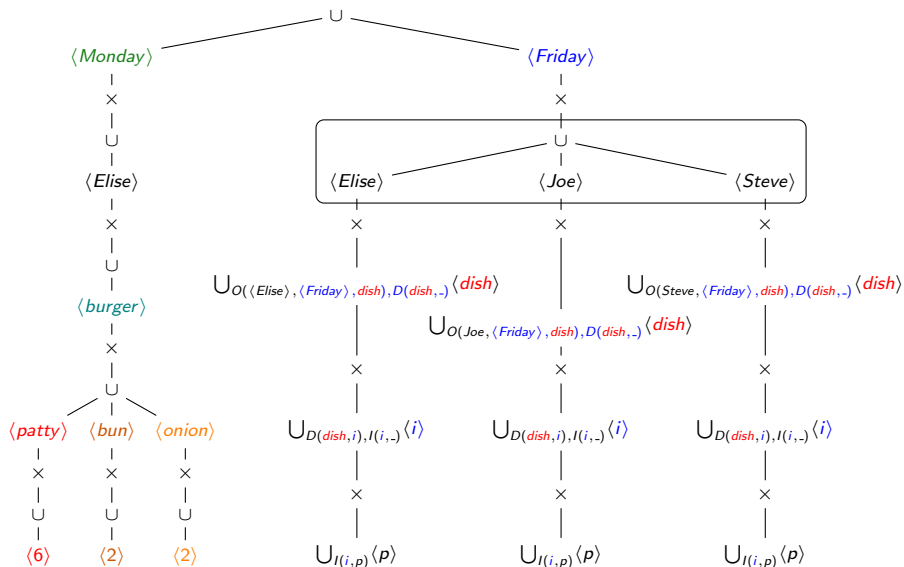 ∪
⟨Monday⟩ ⟨Friday⟩
× ×
∪ ∪
⟨Elise⟩ ⟨Elise⟩ ⟨Joe⟩ ⟨Steve⟩
× × × ×
∪ ⋃O(⟨Elise⟩,⟨Friday⟩,dish),D(dish,_)⟨dish⟩ ⋃O(Steve,⟨Friday⟩,dish),D(dish,_)⟨dish⟩
⟨burger⟩ ⋃O(Joe,⟨Friday⟩,dish),D(dish,_)⟨dish⟩
× × × ×
∪
⟨patty⟩ ⟨bun⟩ ⟨onion⟩ ⋃D(dish,i),I(i,_)⟨i⟩ ⋃D(dish,i),I(i,_)⟨i⟩ ⋃D(dish,i),I(i,_)⟨i⟩
× × × × × ×
∪ ∪ ∪
⟨6⟩ ⟨2⟩ ⟨2⟩ ⋃I(i,p)⟨p⟩ ⋃I(i,p)⟨p⟩ ⋃I(i,p)⟨p⟩